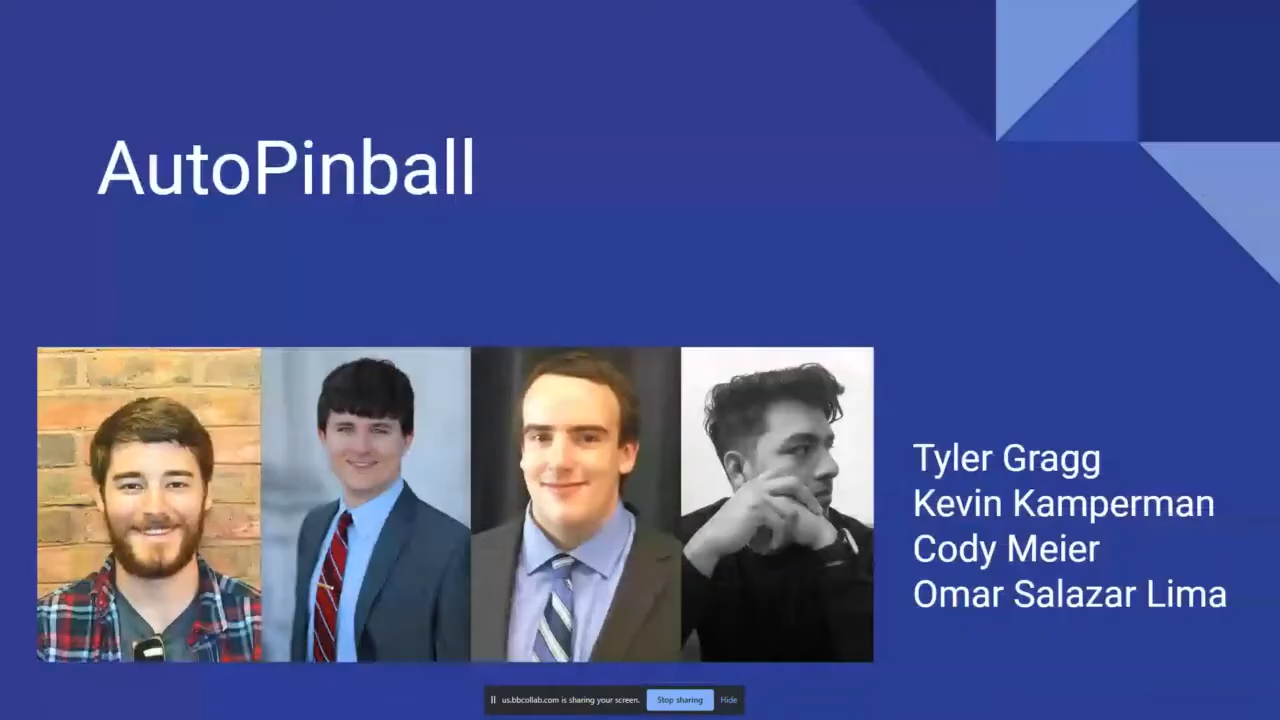 AutoPinball
Tyler Gragg
Kevin Kamperman
Cody Meier
Omar Salazar Lima
us.bbcollab.com is sharing your screen.
Stop sharing
Hide